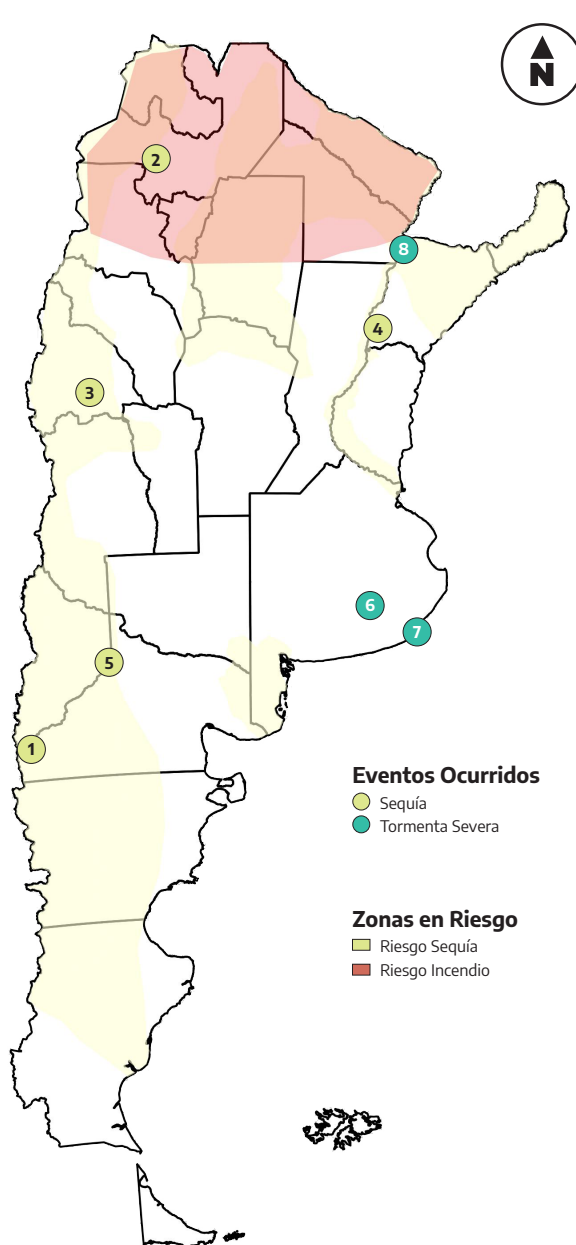 N
2
8
4
3
6
7
5
1
Eventos Ocurridos
Sequía
Tormenta Severa
Zonas en Riesgo
Riesgo Sequía
Riesgo Incendio